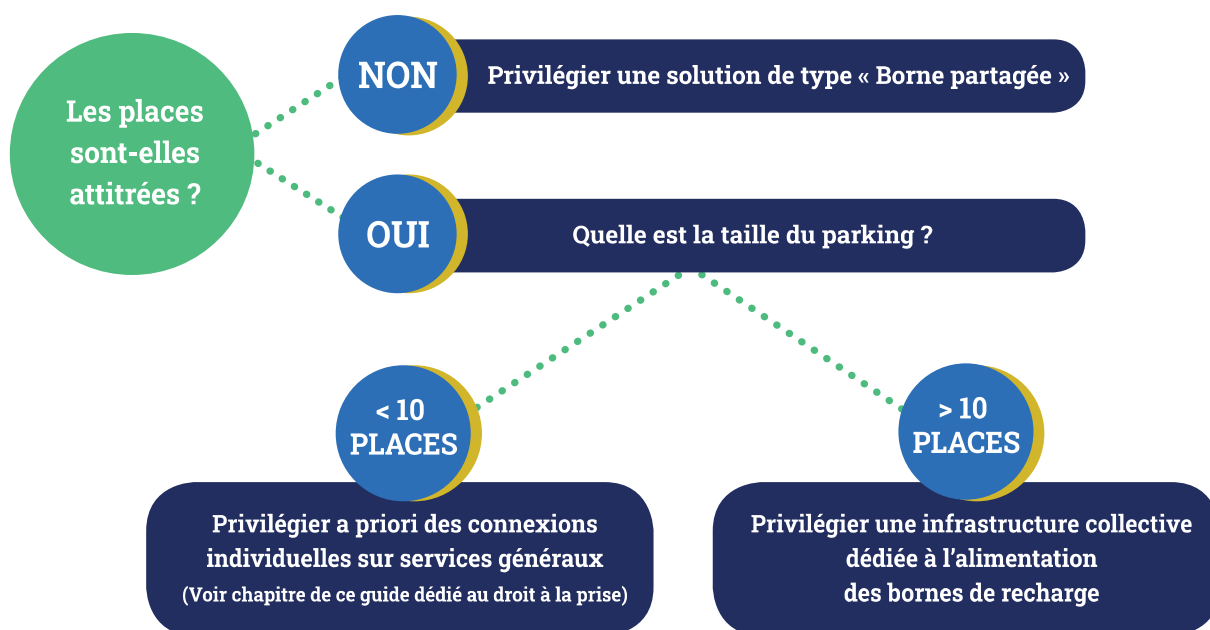 Les places
sont-elles
attitrées ?
NON
Privilégier une solution de type « Borne partagée »
OUI
Quelle est la taille du parking ?
< 10
PLACES
Privilégier a priori des connexions
individuelles sur services généraux
(Voir chapitre de ce guide dédié au droit à la prise)
> 10
PLACES
Privilégier une infrastructure collective
dédiée à l’alimentation
des bornes de recharge